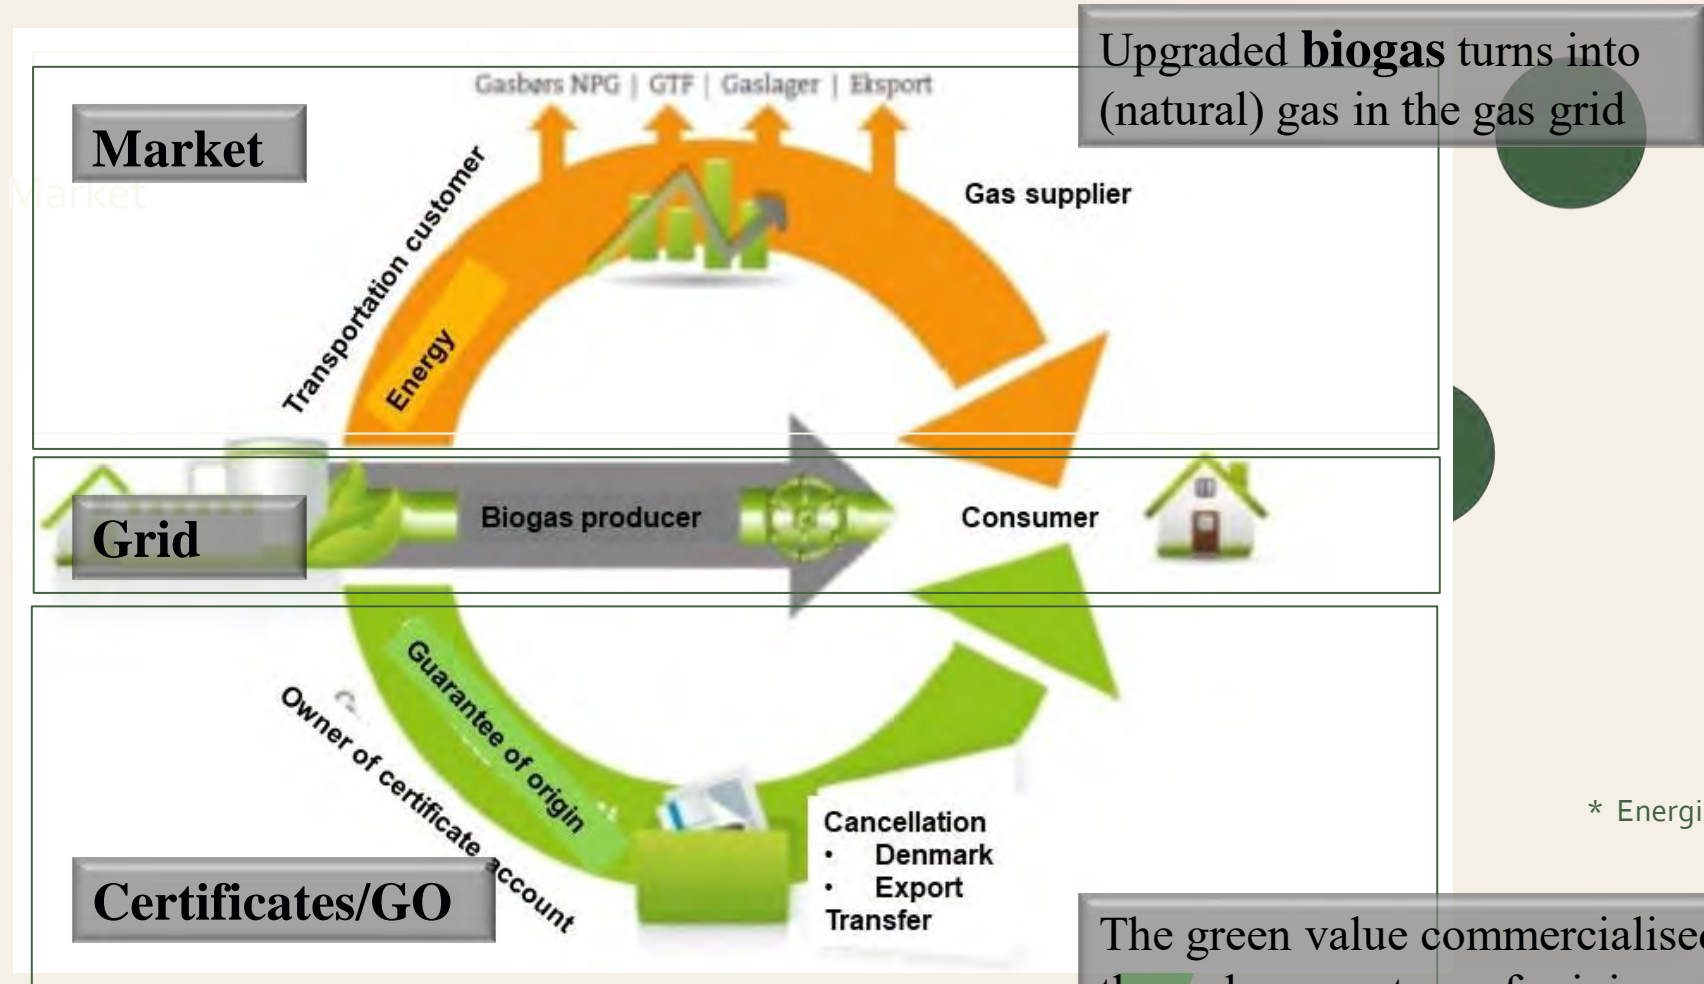 Upgraded biogas turns into
(natural) gas in the gas grid
Gasbørs NPG | GTF | Gaslager | Eksport
Market
Market
Transportation customer
Gas supplier
Energy
Grid
Biogas producer
Consumer
Guarantee of origin
Owner of certificate account
Cancellation
• Denmark
• Export
Transfer
* Energi
Certificates/GO
The green value commercialised